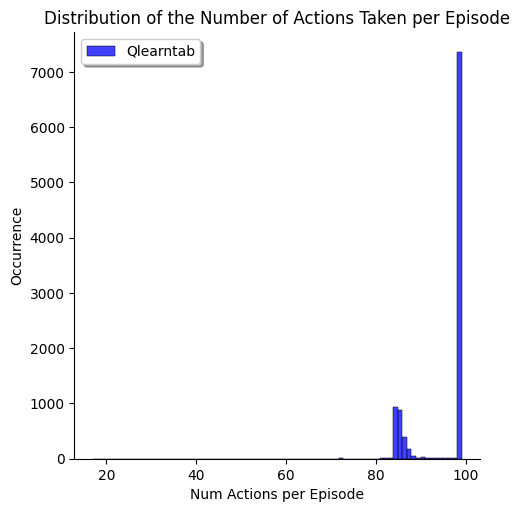 Distribution of the Number of Actions Taken per Episode
Qlearntab
7000
6000
5000
4000
3000
2000
1000
0
Occurrence
20 40 60 80 100
Num Actions per Episode